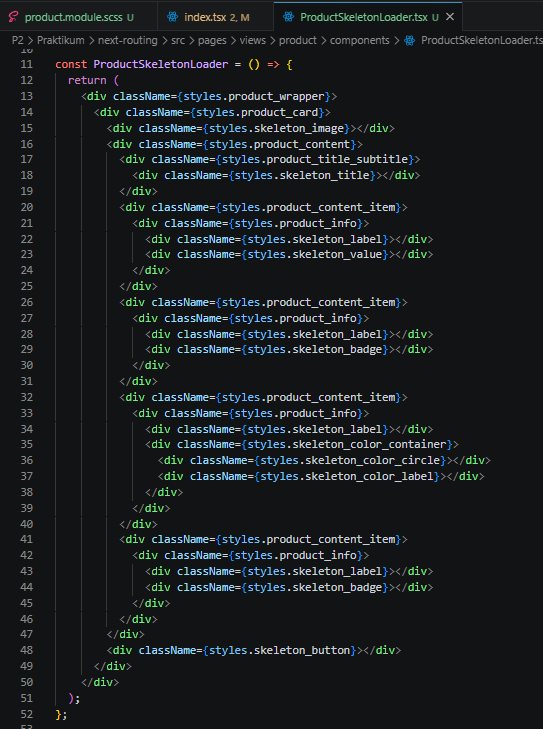 product.module.scss U index.tsx 2, M ProductSkeletonLoader.tsx U
P2 > Praktikum > next-routing > src > pages > views > product > components > ProductSkeletonLoader.ts
10
11 const ProductSkeletonLoader = () => {
12   return (
13     <div className={styles.product_wrapper}>
14       <div className={styles.product_card}>
15         <div className={styles.skeleton_image}></div>
16         <div className={styles.product_content}>
17           <div className={styles.product_title_subtitle}>
18             <div className={styles.skeleton_title}></div>
19           </div>
20           <div className={styles.product_content_item}>
21             <div className={styles.product_info}>
22               <div className={styles.skeleton_label}></div>
23               <div className={styles.skeleton_value}></div>
24             </div>
25           </div>
26           <div className={styles.product_content_item}>
27             <div className={styles.product_info}>
28               <div className={styles.skeleton_label}></div>
29               <div className={styles.skeleton_badge}></div>
30             </div>
31           </div>
32           <div className={styles.product_content_item}>
33             <div className={styles.product_info}>
34               <div className={styles.skeleton_label}></div>
35               <div className={styles.skeleton_color_container}>
36                 <div className={styles.skeleton_color_circle}></div>
37                 <div className={styles.skeleton_color_label}></div>
38               </div>
39             </div>
40           </div>
41           <div className={styles.product_content_item}>
42             <div className={styles.product_info}>
43               <div className={styles.skeleton_label}></div>
44               <div className={styles.skeleton_badge}></div>
45             </div>
46           </div>
47         </div>
48         <div className={styles.skeleton_button}></div>
49       </div>
50     </div>
51   );
52 };
53